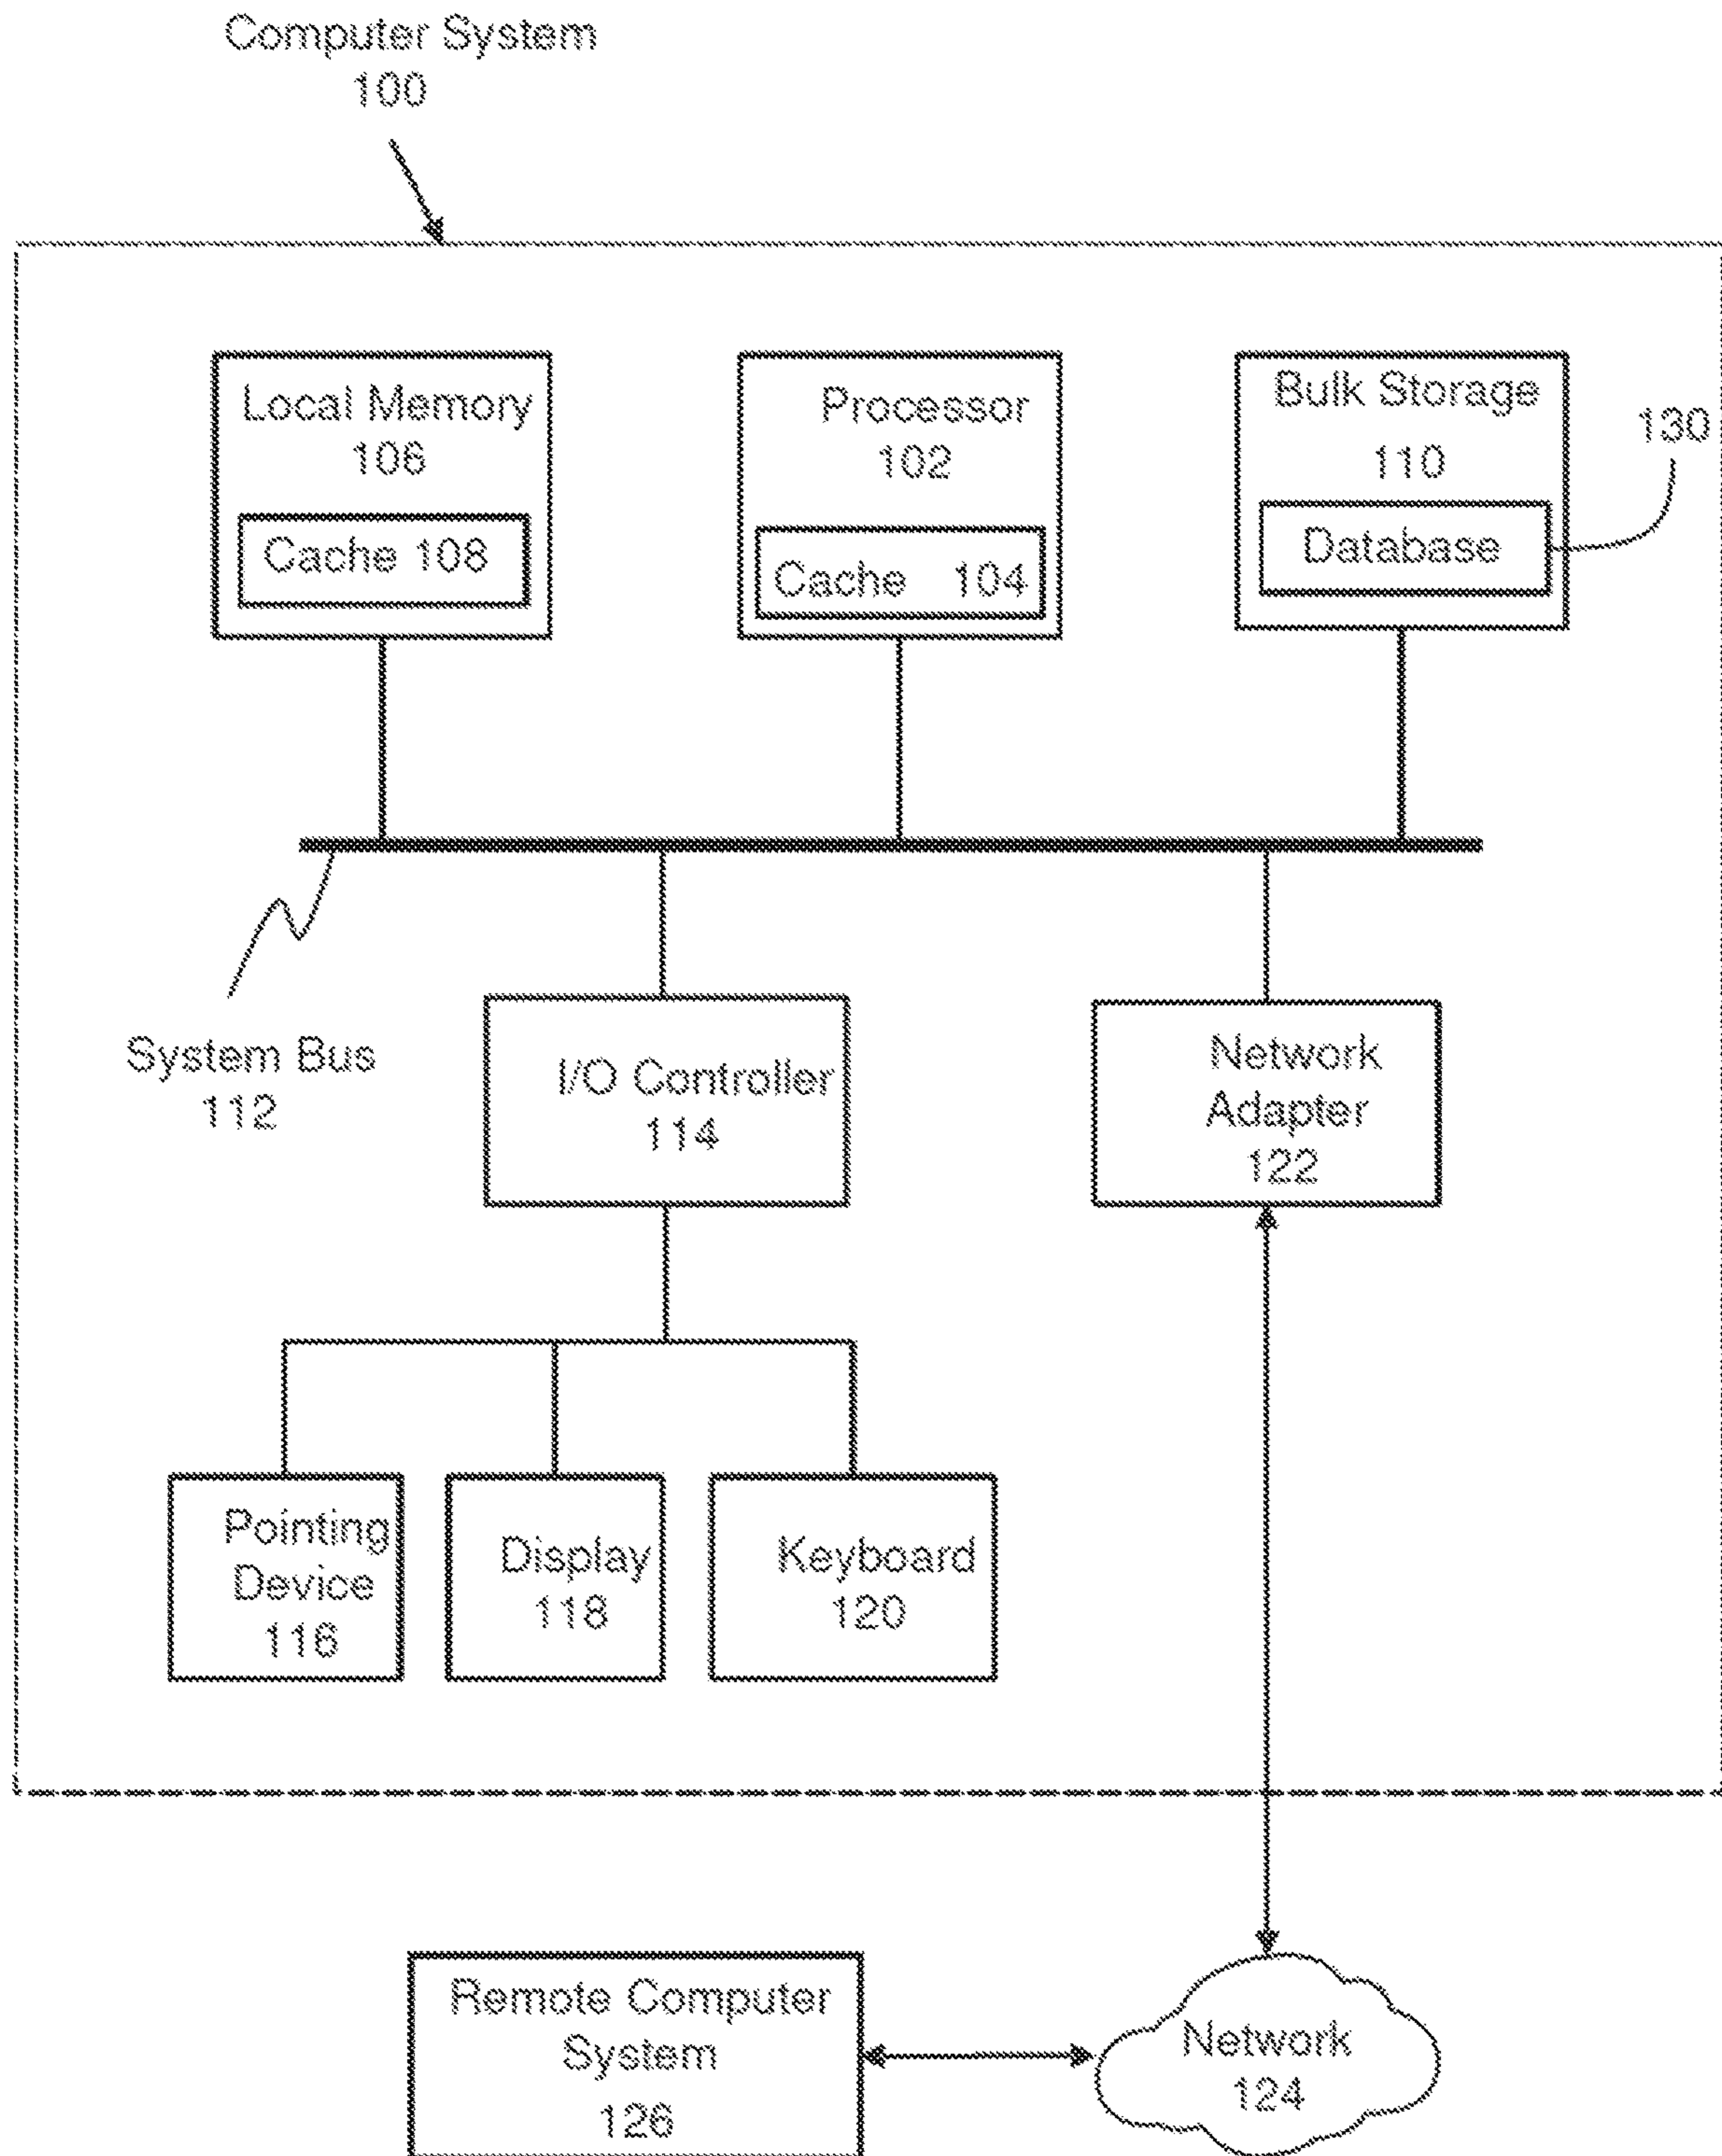 Computer System
100
Local Memory
106
Cache 108
Processor
102
Cache 104
Bulk Storage
110
Database
130
System Bus
112
I/O Controller
114
Network
Adapter
122
Pointing
Device
116
Display
118
Keyboard
120
Remote Computer
System
126
Network
124